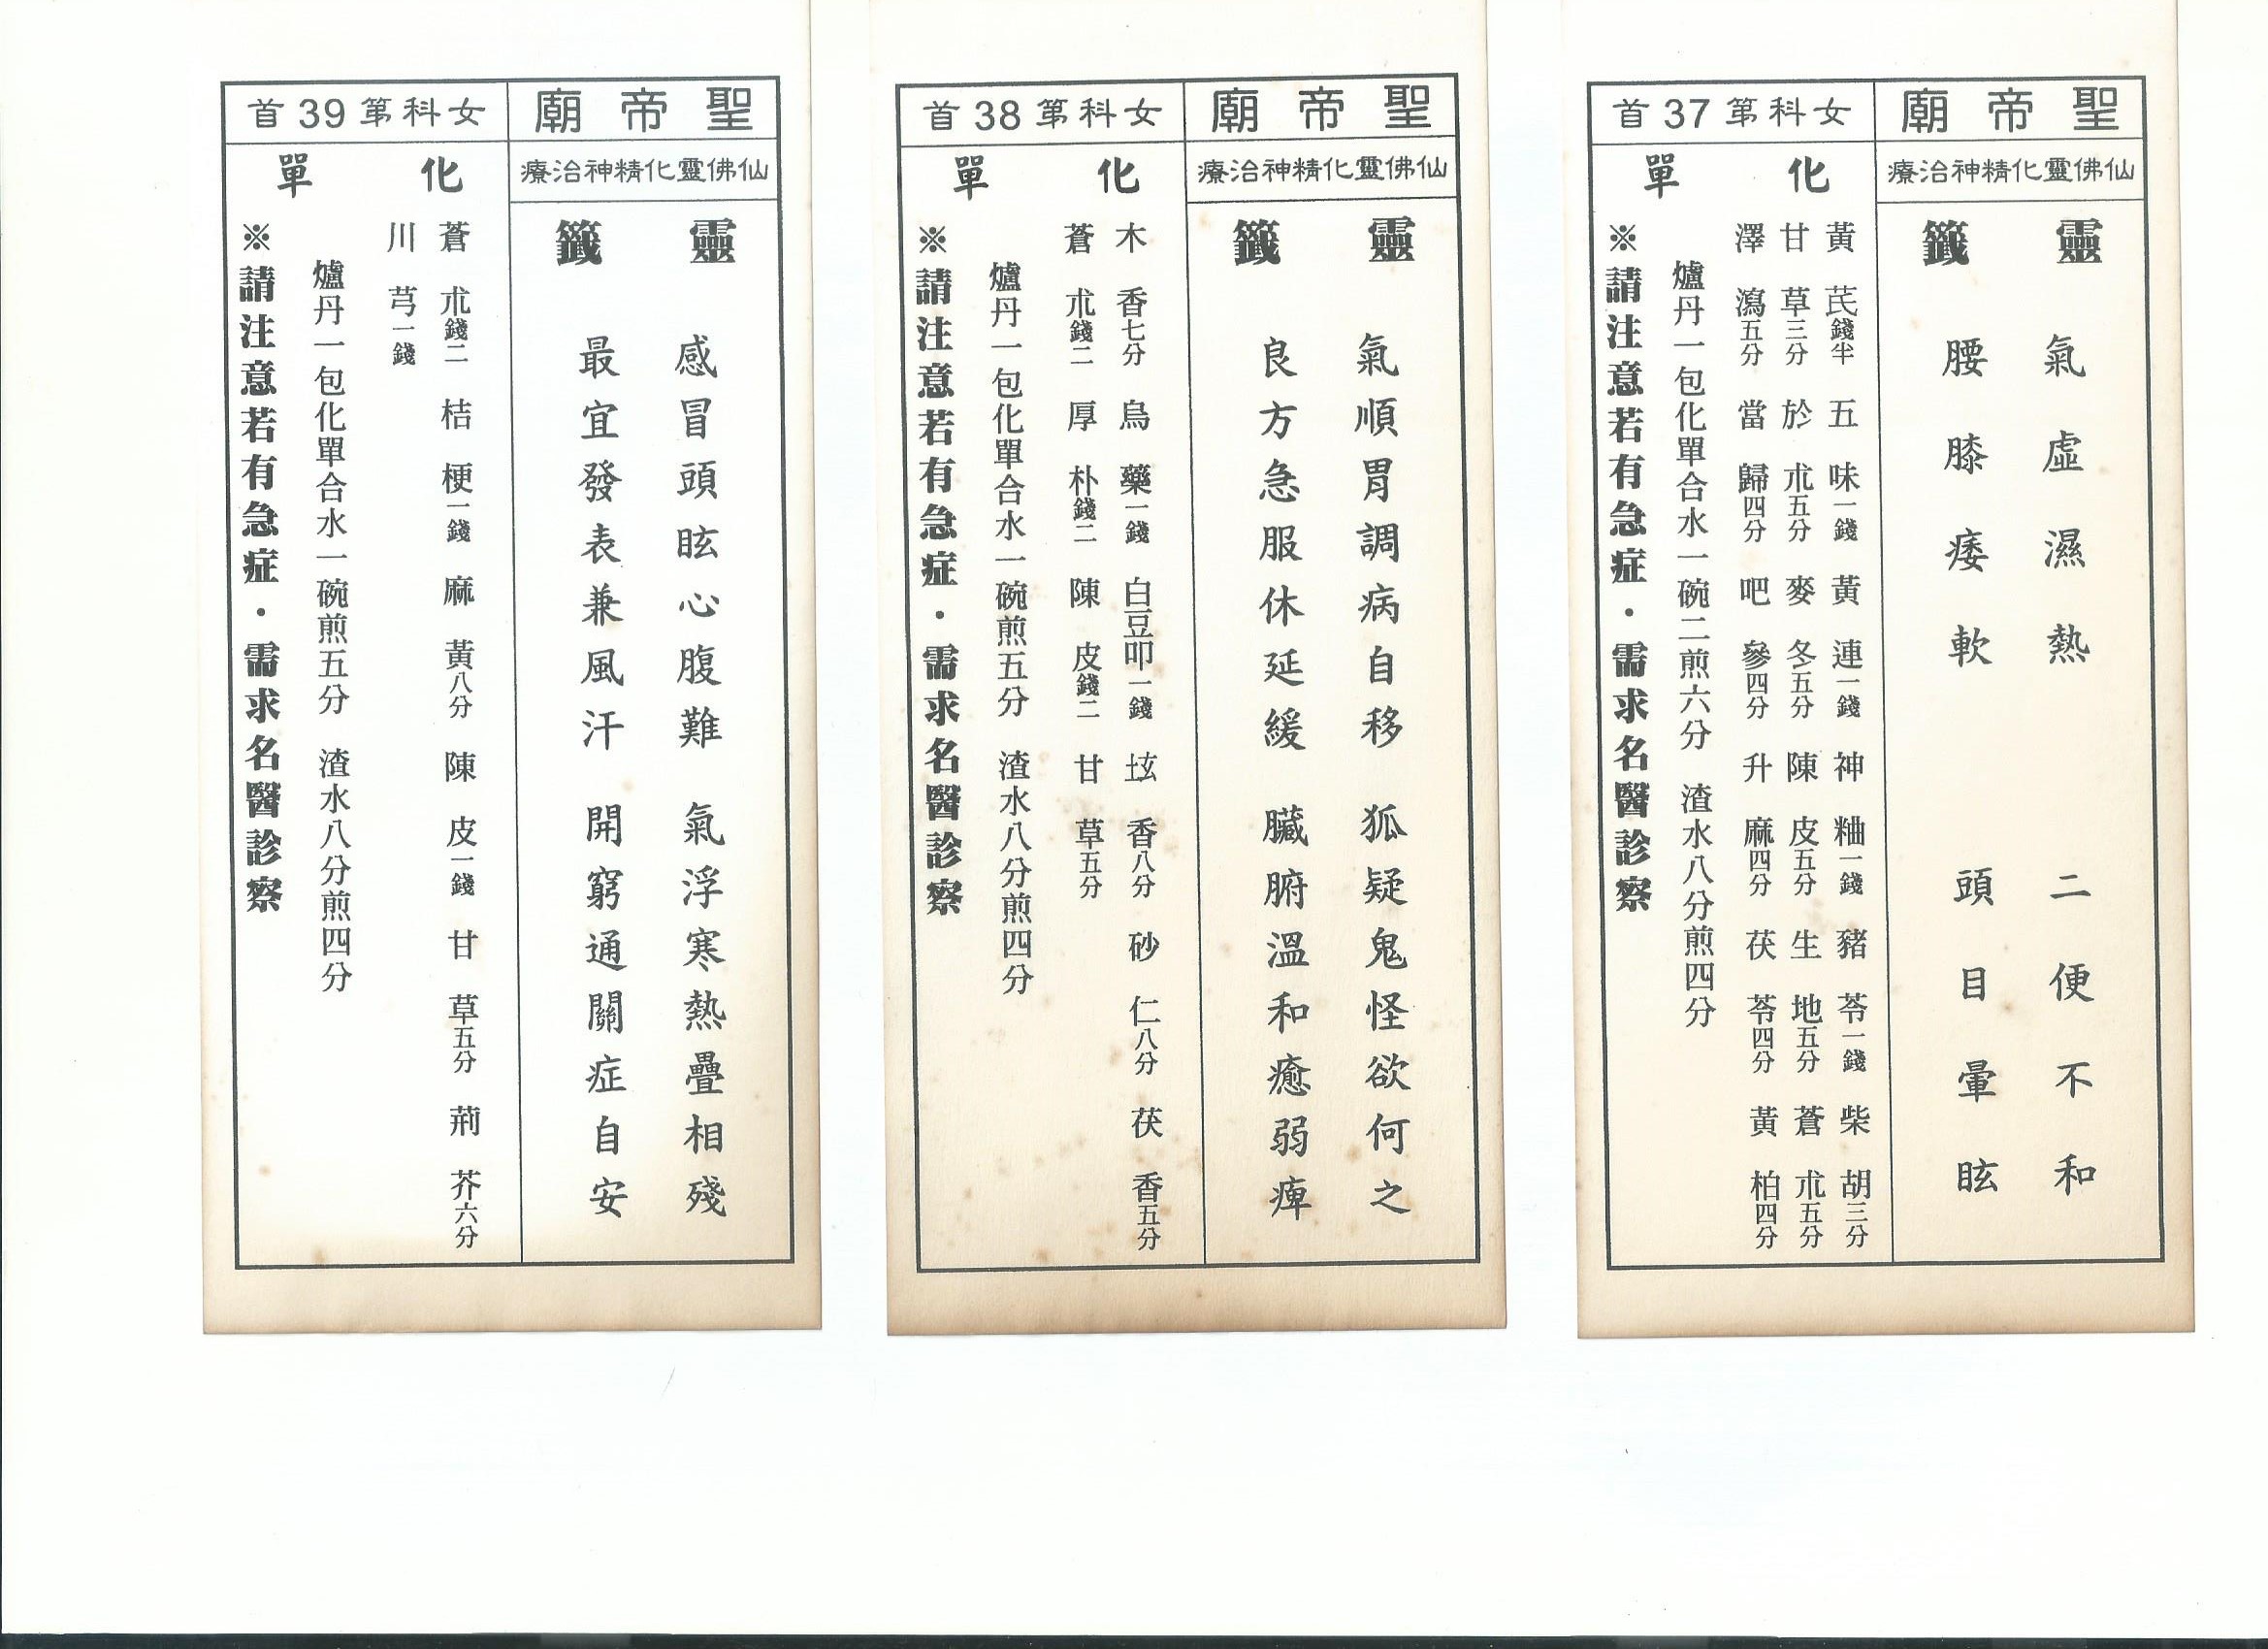 聖帝廟
仙佛靈化精神治療
靈籤
氣虛濕熱 二便不和
腰膝痿軟 頭目暈眩
女科第37首
化單
黃芪錢半 五味一錢 黃連一錢 神粬一錢 豬苓一錢 柴胡三分
甘草三分 於朮五分 麥冬五分 陳皮五分 生地五分 蒼朮五分
澤瀉五分 當歸四分 吧參四分 升麻四分 茯苓四分 黃柏四分
爐丹一包化單合水一碗二煎六分 渣水八分煎四分
※請注意若有急症・需求名醫診察
聖帝廟
仙佛靈化精神治療
靈籤
氣順胃調病自移 狐疑鬼怪欲何之
良方急服休延緩 臟腑溫和癒弱痺
女科第38首
化單
木香七分 烏藥一錢 白豆叩一錢 香八分 砂仁八分 茯香五分
蒼朮錢二 厚朴錢二 陳皮錢二 甘草五分
爐丹一包化單合水一碗煎五分 渣水八分煎四分
※請注意若有急症・需求名醫診察
聖帝廟
仙佛靈化精神治療
靈籤
感冒頭眩心腹難 氣浮寒熱疊相殘
最宜發表兼風汗 開窮通關症自安
女科第39首
化單
蒼朮錢二 桔梗一錢 麻黃八分 陳皮一錢 甘草五分 荊芥六分
川芎一錢
爐丹一包化單合水一碗煎五分 渣水八分煎四分
※請注意若有急症・需求名醫診察